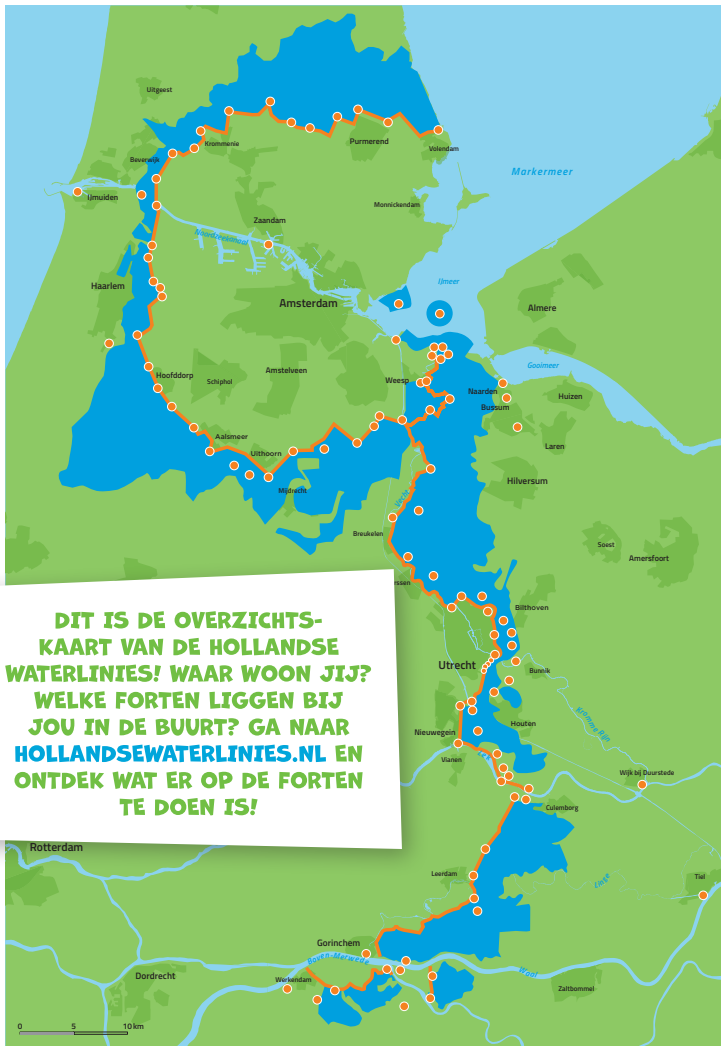 Uitgeest
Krommenie
Purmerend
Volendam
Beverwijk
Markermeer
IJmuiden
Monnickendam
Zaandam
Noordzeekanaal
IJmeer
Haarlem
Amsterdam
Almere
Gooimeer
Hoofddorp
Schiphol
Amstelveen
Weesp
Naarden
Huizen
Bussum
Aalsmeer
Uithoorn
Laren
Mijdrecht
Hilversum
Vecht
Breukelen
Soest
Amersfoort
rssen
Bilthoven
DIT IS DE OVERZICHTS-
KAART VAN DE HOLLANDSE
WATERLINIES! WAAR WOON JIJ?
WELKE FORTEN LIGGEN BIJ
JOU IN DE BUURT? GA NAAR
HOLLANDSEWATERLINIES.NL EN
ONTDEK WAT ER OP DE FORTEN
TE DOEN IS!
Utrecht
Bunnik
Kromme Rijn
Houten
Nieuwegein
Lek
Vianen
Wijk bij Duurstede
Culemborg
Rotterdam
Leerdam
Linge
Tiel
Gorinchem
Boven-Merwede
Dordrecht
Werkendam
Waal
Zaltbommel
0 5 10 km